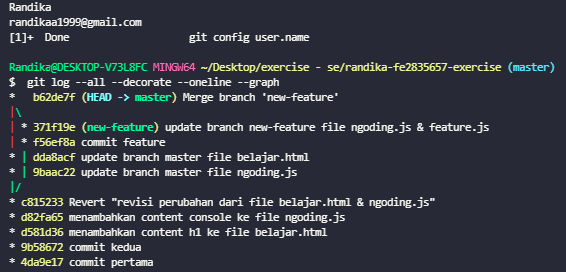 Randika
randikaa1999@gmail.com
[1]+  Done                    git config user.name

Randika@DESKTOP-V73L8FC MINGW64 ~/Desktop/exercise - se/randika-fe2835657-exercise (master)
$  git log --all --decorate --oneline --graph
*   b62de7f (HEAD -> master) Merge branch 'new-feature'
|\
| * 371f19e (new-feature) update branch new-feature file ngoding.js & feature.js
| * f56ef8a commit feature
* | dda8acf update branch master file belajar.html
* | 9baac22 update branch master file ngoding.js
|/
* c815233 Revert "revisi perubahan dari file belajar.html & ngoding.js"
* d82fa65 menambahkan content console ke file ngoding.js
* d581d36 menambahkan content h1 ke file belajar.html
* 9b58672 commit kedua
* 4da9e17 commit pertama